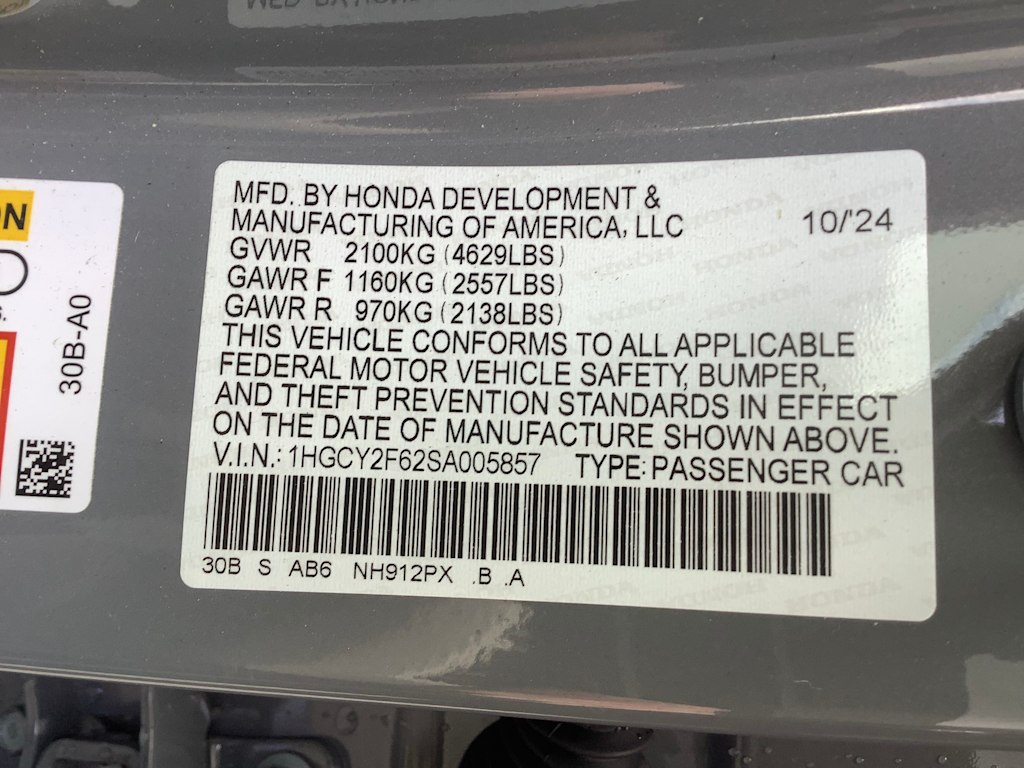 MFD. BY HONDA DEVELOPMENT &
MANUFACTURING OF AMERICA, LLC 10/'24
GVWR 2100KG (4629LBS)
GAWR F 1160KG (2557LBS)
GAWR R 970KG (2138LBS)
THIS VEHICLE CONFORMS TO ALL APPLICABLE
FEDERAL MOTOR VEHICLE SAFETY, BUMPER,
AND THEFT PREVENTION STANDARDS IN EFFECT
ON THE DATE OF MANUFACTURE SHOWN ABOVE.
V.I.N.: 1HGCY2F62SA005857 TYPE: PASSENGER CAR
30B S AB6 NH912PX .B .A
30B-A0